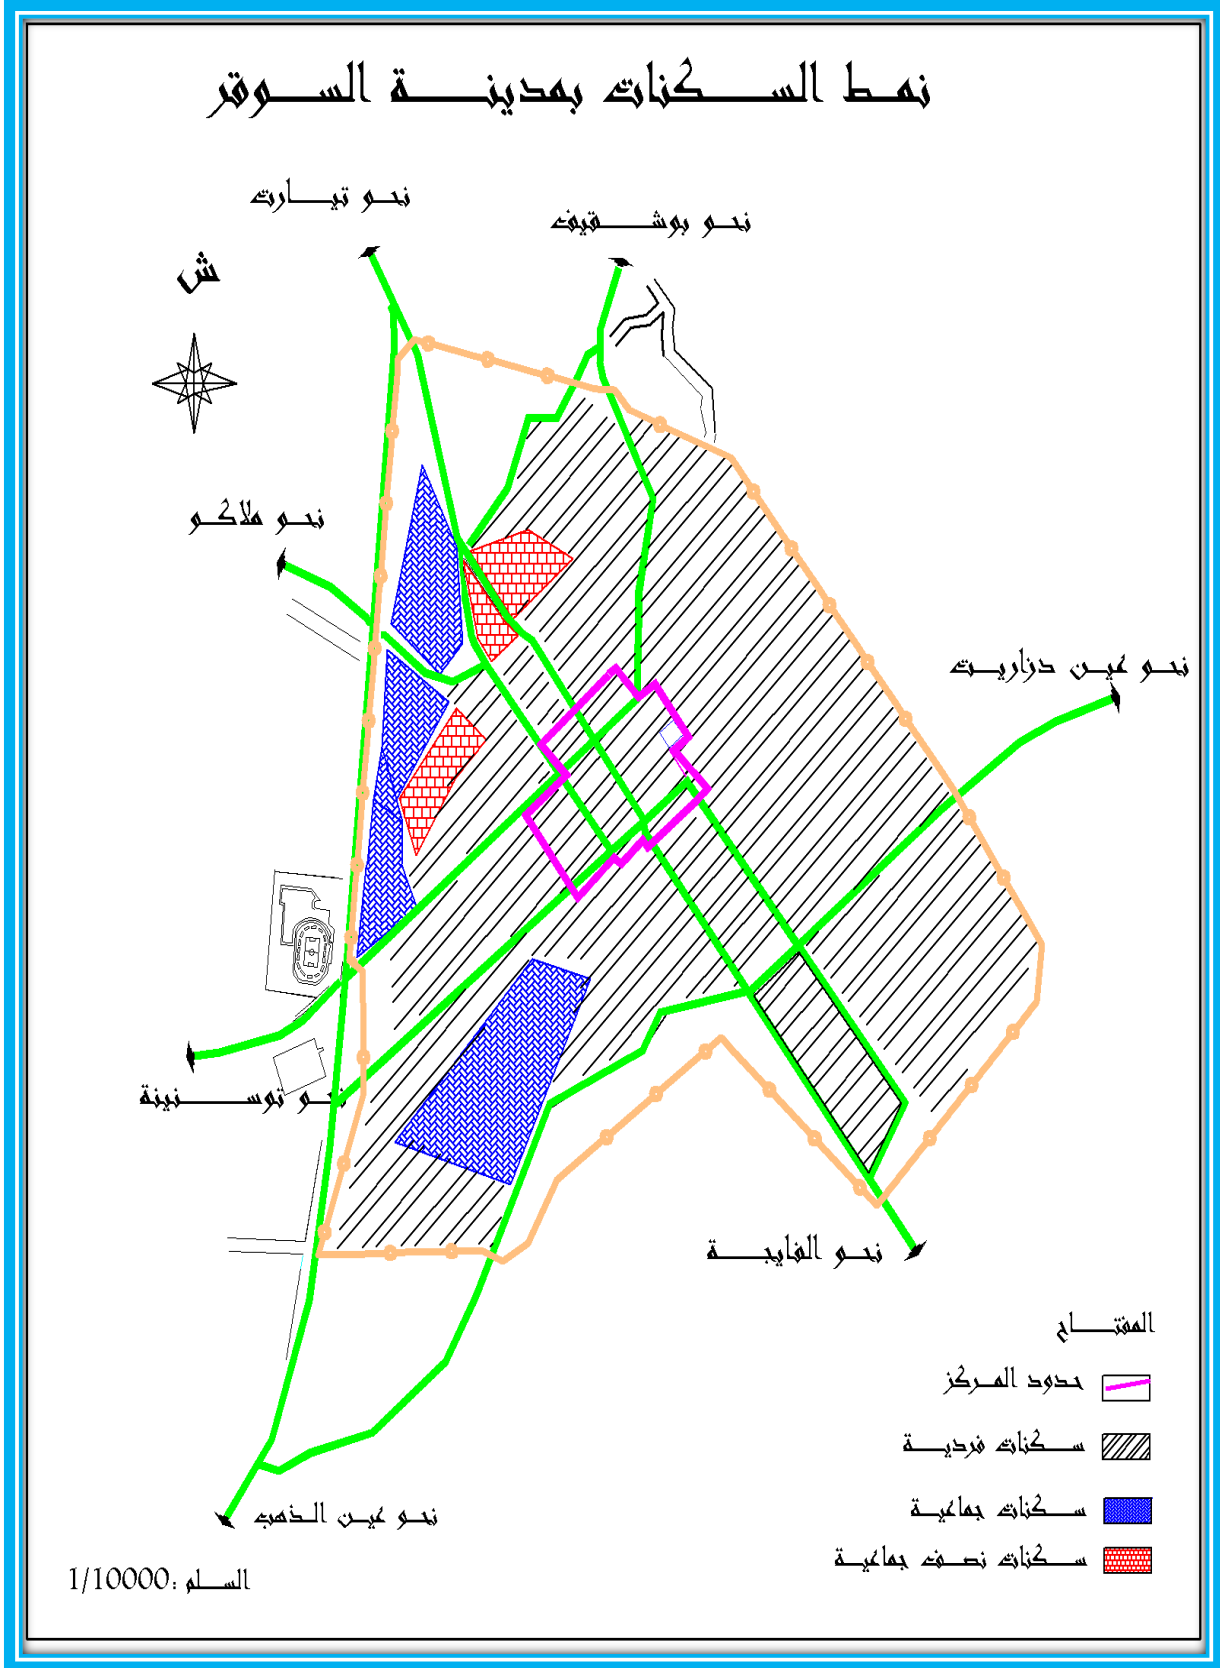 نمط السكنات بمدينة السوقر
نحو تيارت
نحو بوشقيف
ش
نحو ملاكو
نحو عين دزاريت
نحو توسنينة
نحو الفايجة
المفتاح
حدود المركز
سكنات فردية
سكنات جماعية
سكنات نصف جماعية
نحو عين الذهب
السلم :1/10000